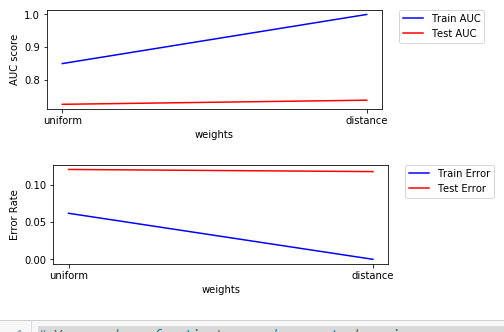 1.0
0.9
0.8
AUC score
uniform
distance
weights
Train AUC
Test AUC
0.10
0.05
0.00
Error Rate
uniform
distance
weights
Train Error
Test Error